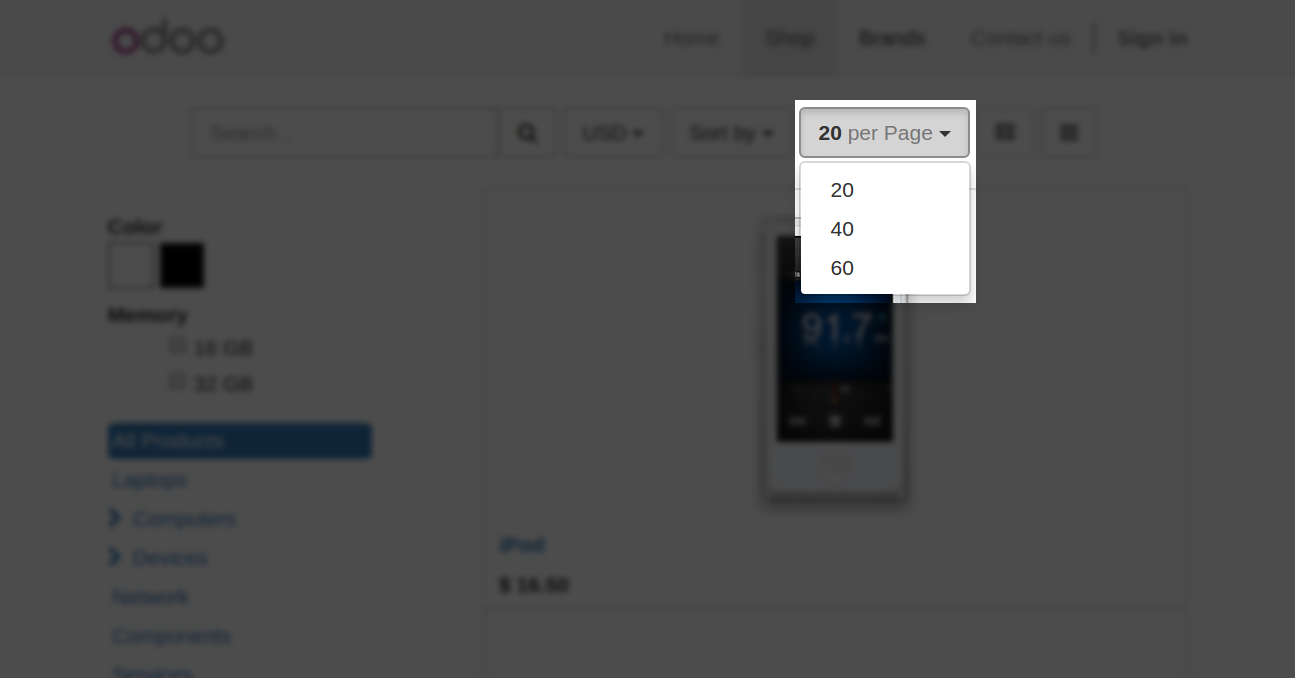 odoo
Home Shop Brands Contact us Sign in
Search...
USD Sort by 20 per Page
20
40
60
Color
Memory
16 GB
32 GB
All Products
Laptops
Computers
Devices
Network
Components
Services
91.7
iPod
$ 16.50